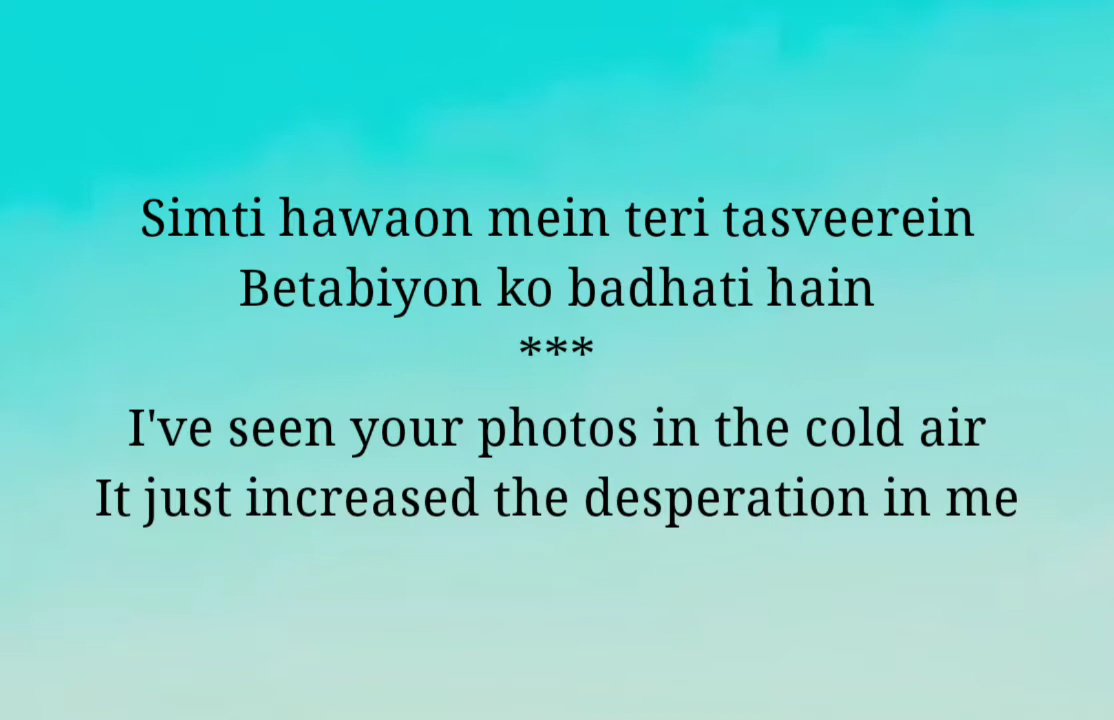 Simti hawaon mein teri tasveerein
Betabiyon ko badhati hain
***
I've seen your photos in the cold air
It just increased the desperation in me